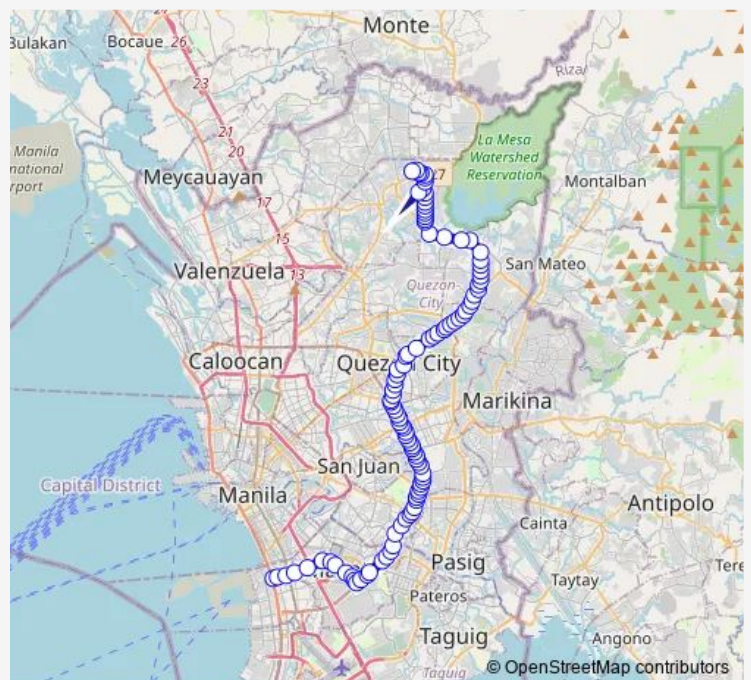 Monte
Bulakan
Bocaue
26
23
Rizal
21
20
La Mesa
Watershed
Reservation
Manila
national
rport
Meycauayan
27
Montalban
17
15
Valenzuela
13
San Mateo
Quezon
City
Caloocan
Quezon City
Marikina
San Juan
Capital District
Manila
Antipolo
Cainta
Pasig
Tere
Taytay
Pateros
Taguig
Angono
Taguig
© OpenStreetMap contributors